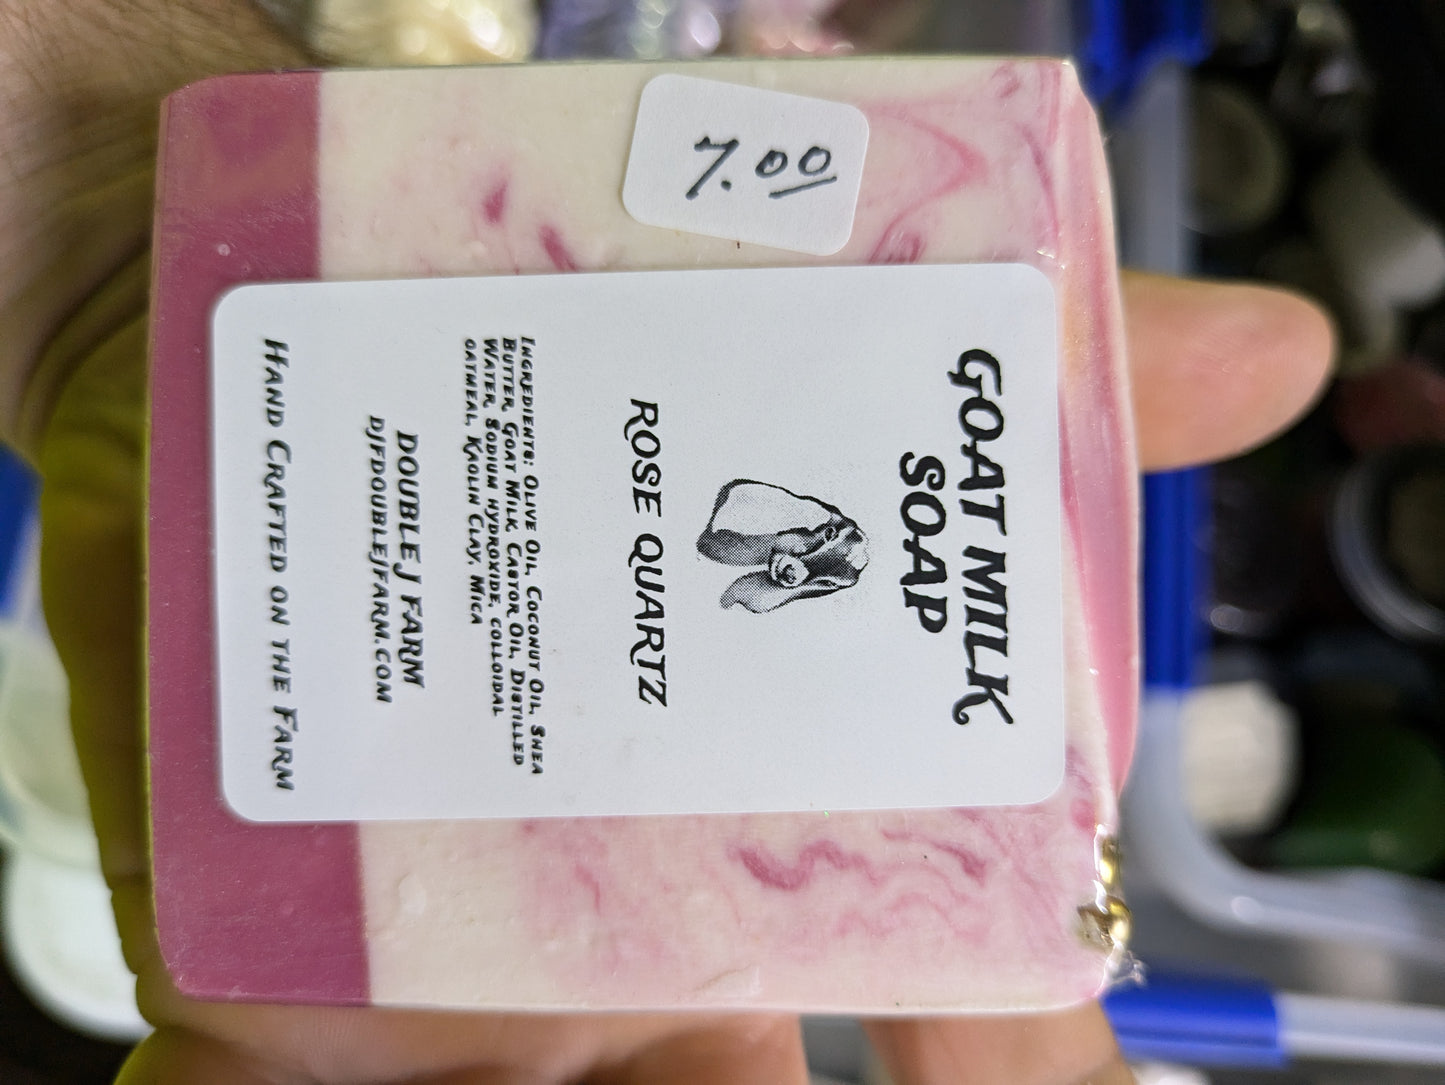 7.00
GOAT MILK
SOAP
ROSE QUARTZ
INGREDIENTS: OLIVE OIL, COCONUT OIL, SHEA
BUTTER, GOAT MILK, CASTOR OIL, DISTILLED
WATER, SODIUM HYDROXIDE, COLLOIDAL
OATMEAL, KAOLIN CLAY, MICA
DOUBLE J FARM
DJFDOUBLEJFARM.COM
HAND CRAFTED ON THE FARM